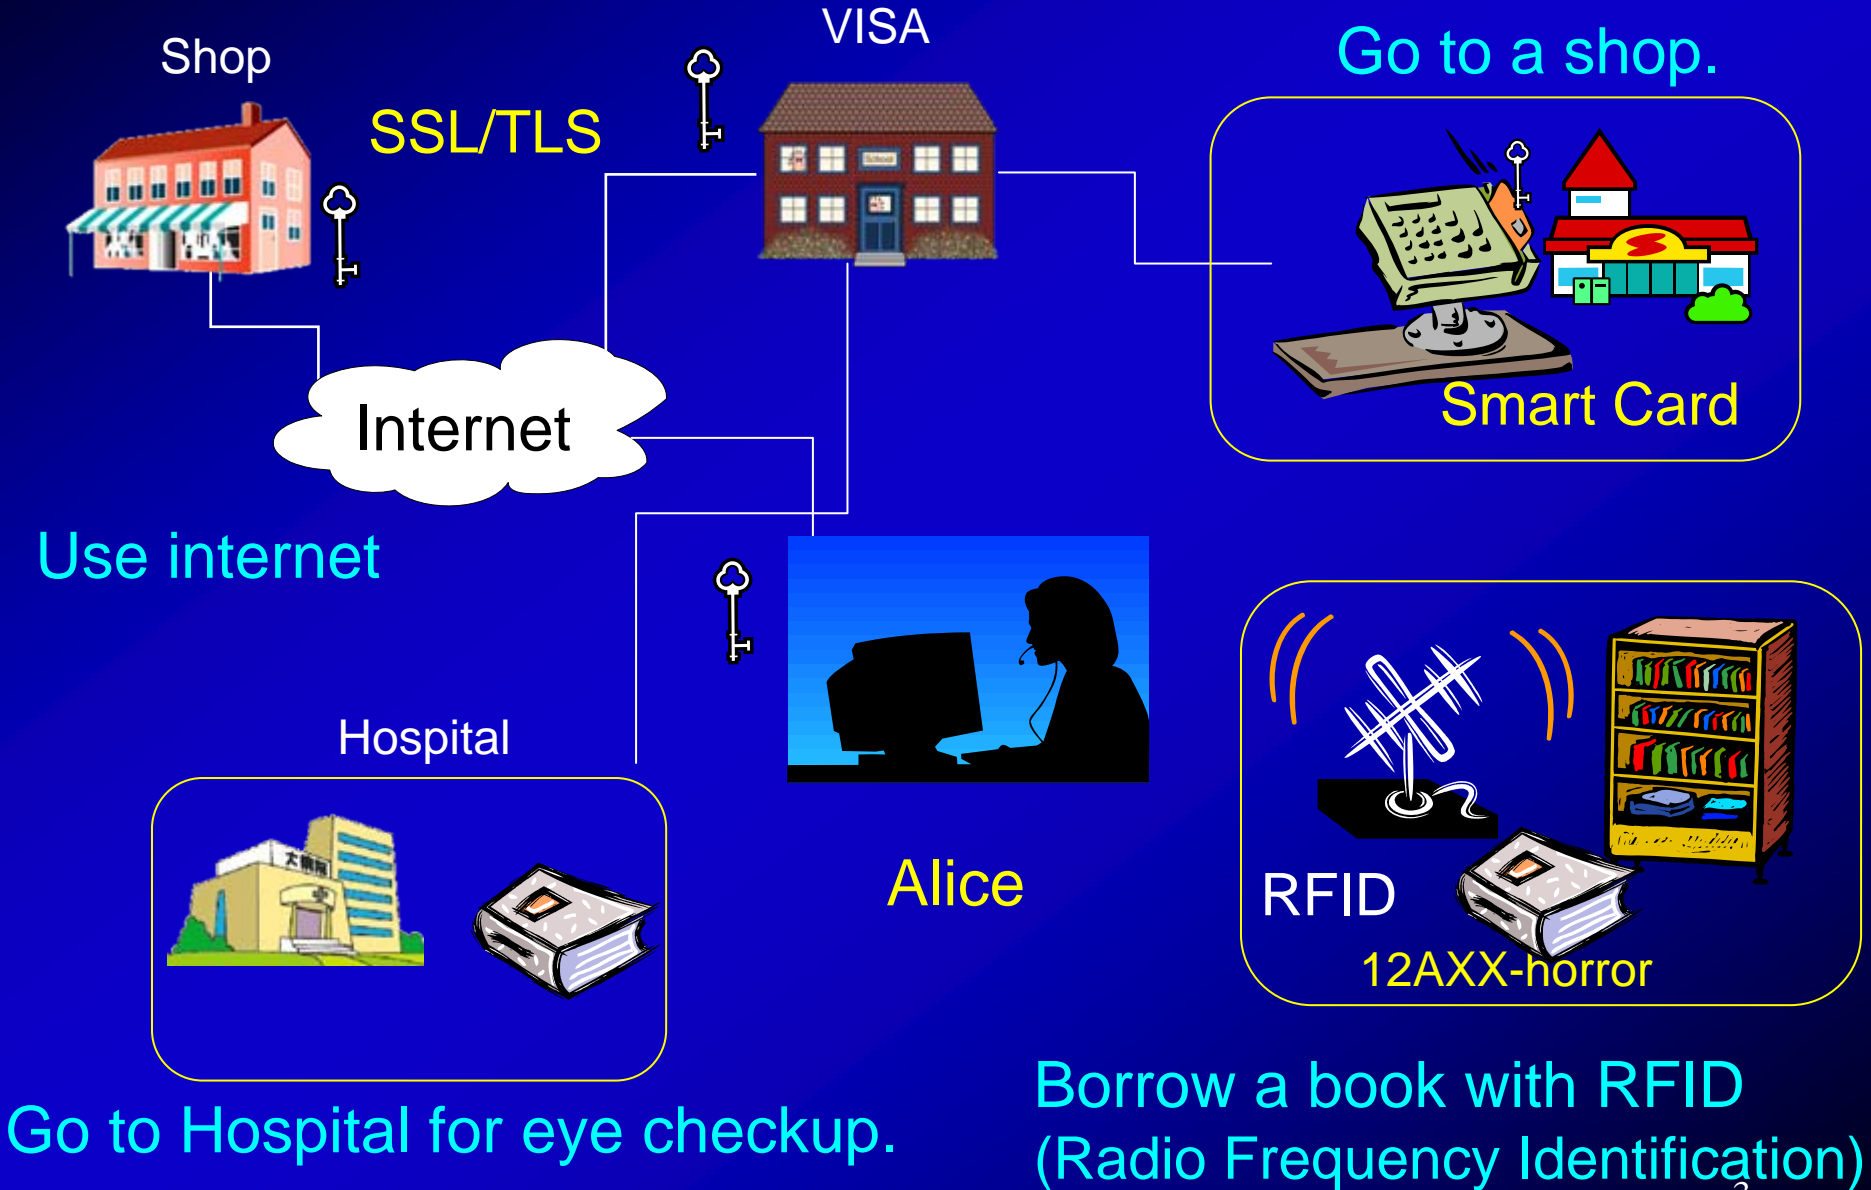 VISA
Shop
Go to a shop.
SSL/TLS
School
Smart Card
Internet
Use internet
Hospital
Alice
RFID
12AXX-horror
Borrow a book with RFID
(Radio Frequency Identification)
Go to Hospital for eye checkup.